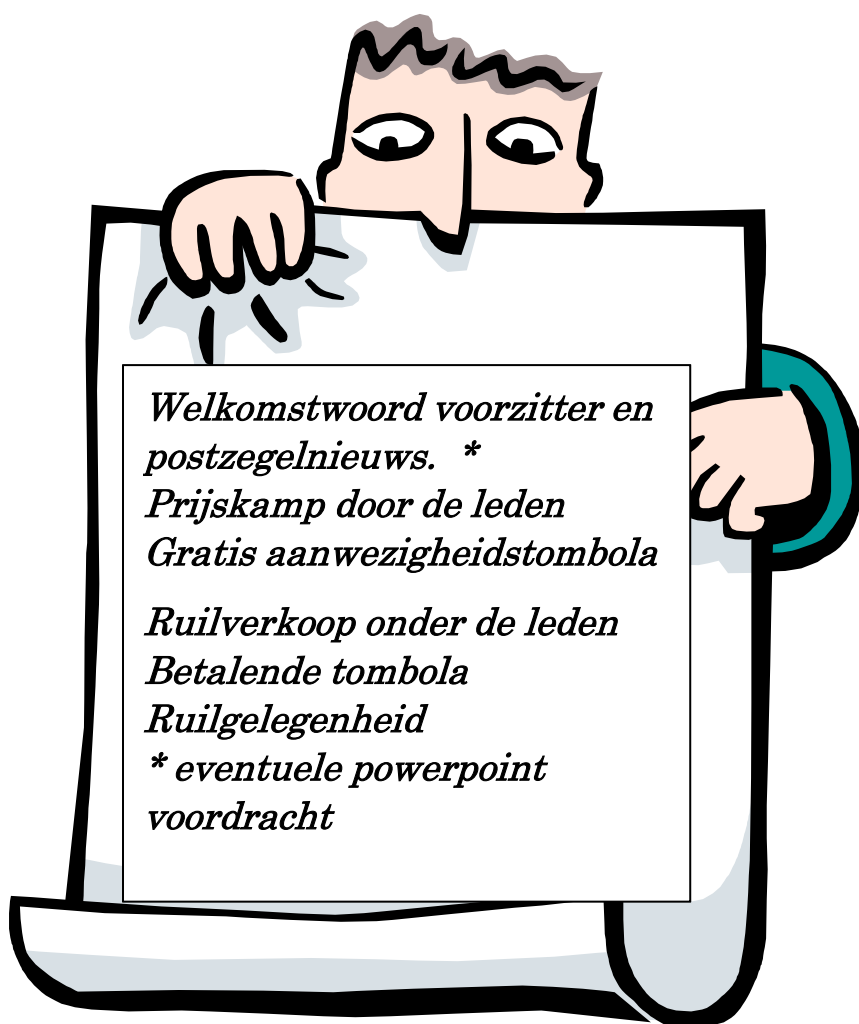 Welkomstwoord voorzitter en
postzegelnieuws. *
Prijskamp door de leden
Gratis aanwezigheidstombola
Ruilverkoop onder de leden
Betalende tombola
Ruilgelegenheid
* eventuele powerpoint
voordracht